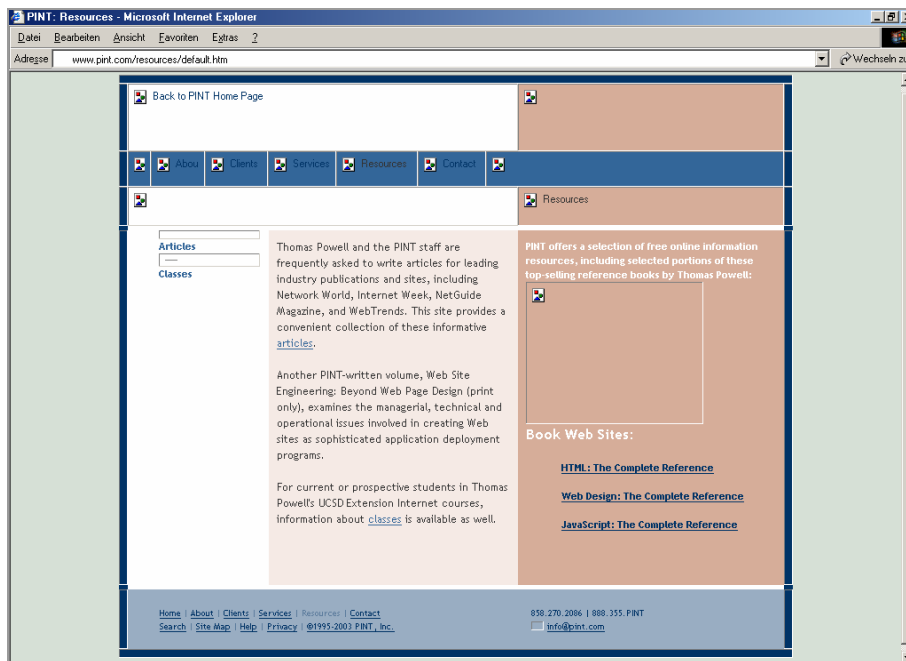 PINT: Resources - Microsoft Internet Explorer
Datei Bearbeiten Ansicht Favoriten Extras ?
Adresse www.pint.com/resources/default.htm Wechseln zu
Back to PINT Home Page
Abou Clients Services Resources Contact
Resources
Articles
Classes
Thomas Powell and the PINT staff are
frequently asked to write articles for leading
industry publications and sites, including
Network World, Internet Week, NetGuide
Magazine, and WebTrends. This site provides a
convenient collection of these informative
articles.
Another PINT-written volume, Web Site
Engineering: Beyond Web Page Design (print
only), examines the managerial, technical and
operational issues involved in creating Web
sites as sophisticated application deployment
programs.
For current or prospective students in Thomas
Powell's UCSD Extension Internet courses,
information about classes is available as well.
PINT offers a selection of free online information
resources, including selected portions of these
top-selling reference books by Thomas Powell:
Book Web Sites:
HTML: The Complete Reference
Web Design: The Complete Reference
JavaScript: The Complete Reference
Home | About | Clients | Services | Resources | Contact
Search | Site Map | Help | Privacy | ©1995-2003 PINT, Inc.
858.270.2086 | 888.355.PINT
info@pint.com